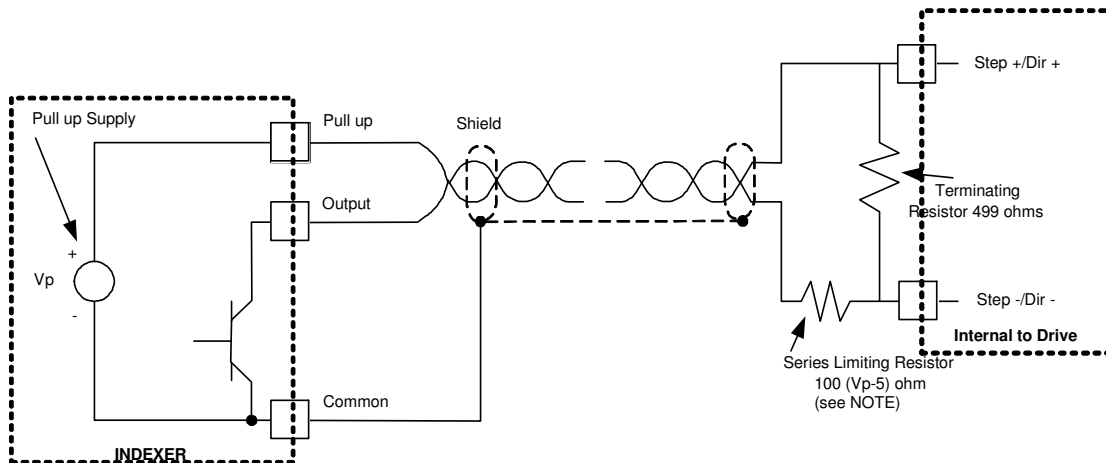 Step +/Dir +
Pull up Supply
Pull up
Shield
Terminating
Resistor 499 ohms
Output
+
Vp
-
Step -/Dir -
Internal to Drive
Series Limiting Resistor
100 (Vp-5) ohm
(see NOTE)
Common
INDEXER